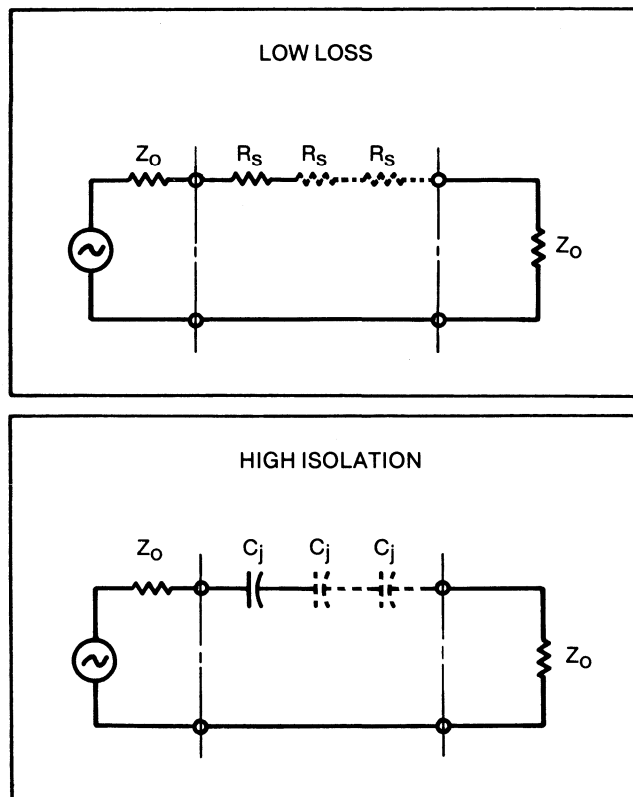 LOW LOSS
Zo Rs Rs Rs
Zo
HIGH ISOLATION
Zo Cj Cj Cj
Zo